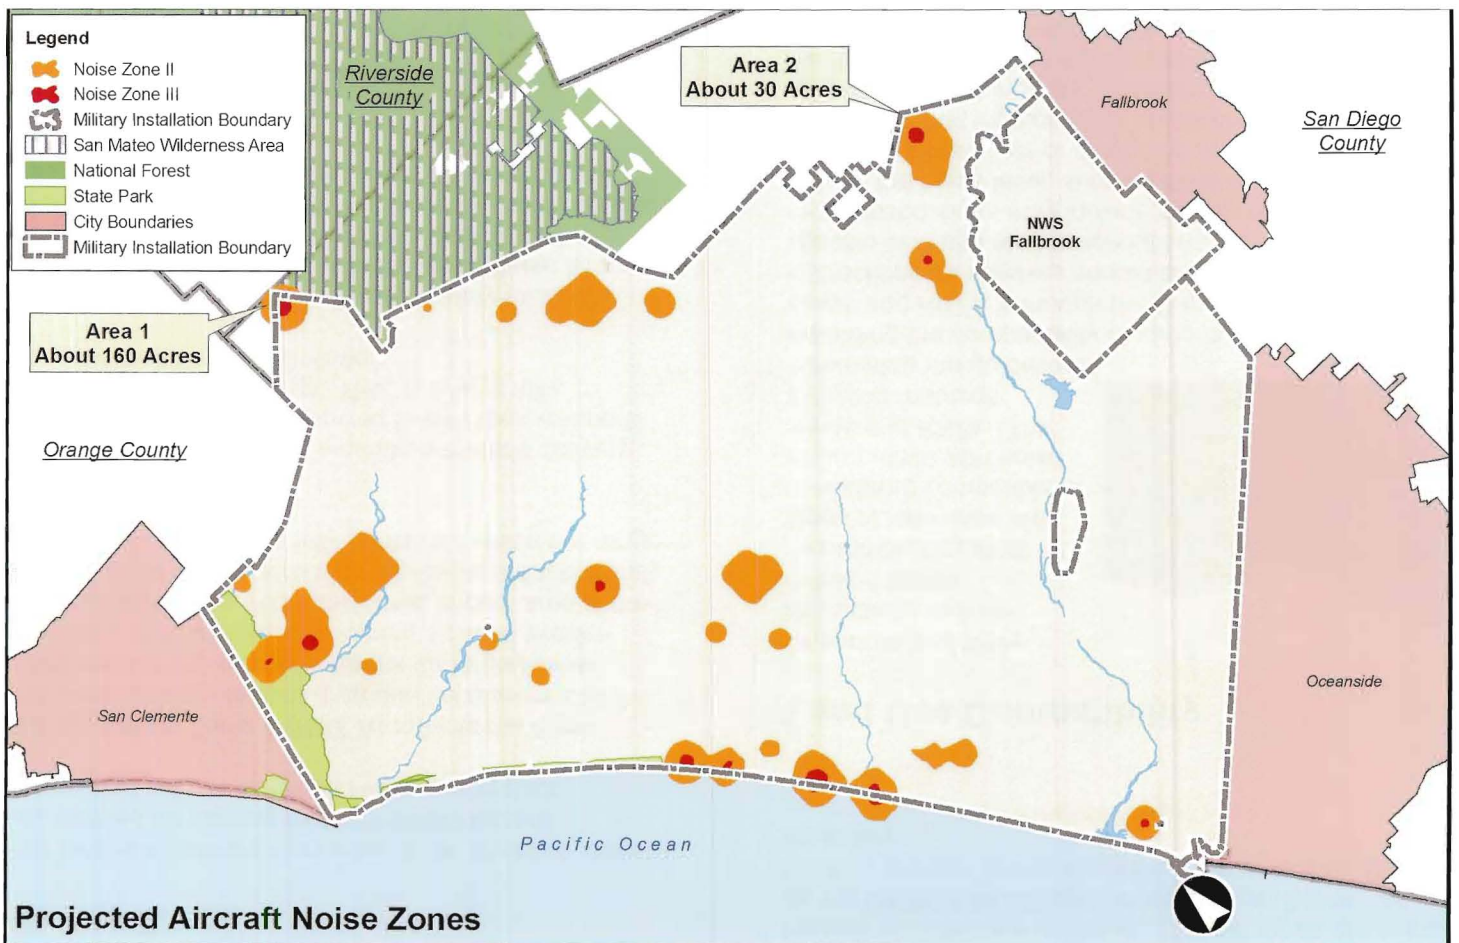 Legend
Noise Zone II
Noise Zone III
Military Installation Boundary
San Mateo Wilderness Area
National Forest
State Park
City Boundaries
Military Installation Boundary
Riverside
County
Area 2
About 30 Acres
Fallbrook
San Diego
County
NWS
Fallbrook
Area 1
About 160 Acres
Orange County
San Clemente
Oceanside
Pacific Ocean
Projected Aircraft Noise Zones